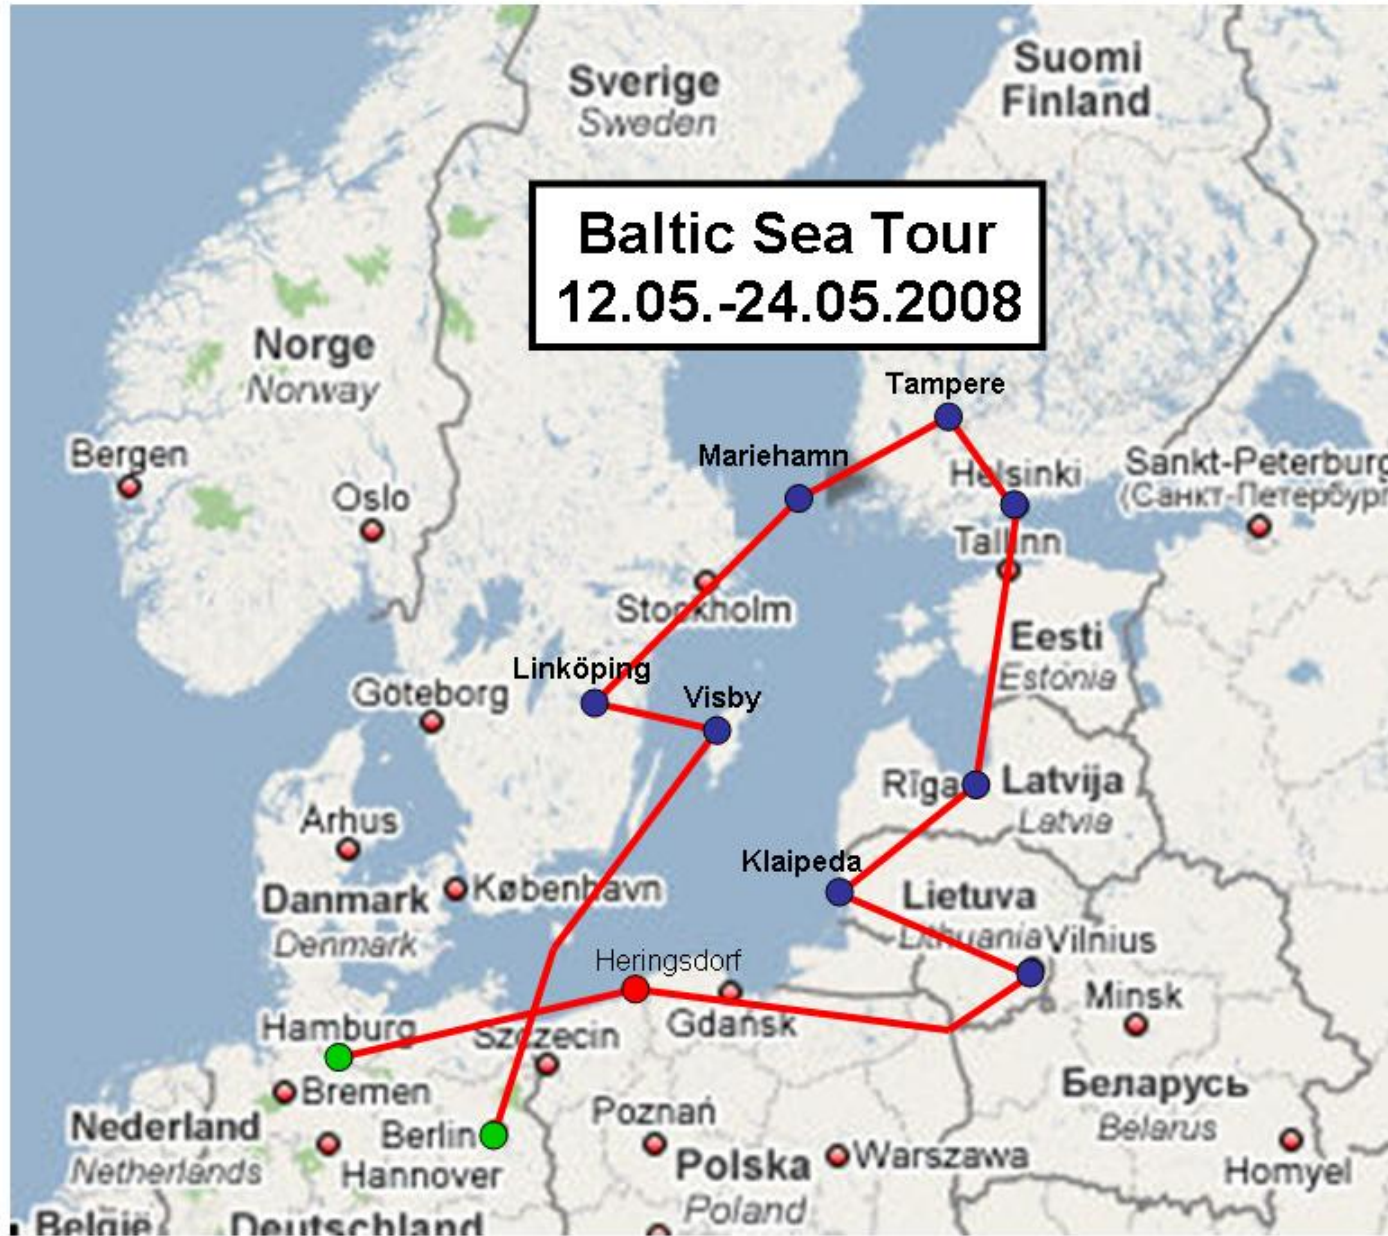 Suomi
Finland
Sverige
Sweden
Baltic Sea Tour
12.05.-24.05.2008
Norge
Norway
Tampere
Mariehamn
Bergen
Helsinki
Sankt-Peterburg
(Санкт-Петербург
Oslo
Tallinn
Stockholm
Eesti
Estonia
Linköping
Göteborg
Visby
Rīga
Latvija
Latvia
Århus
Klaipeda
København
Danmark
Denmark
Lietuva
Lithuania
Vilnius
Heringsdorf
Minsk
Hamburg
Szczecin
Gdańsk
Bremen
Беларусь
Belarus
Nederland
Netherlands
Berlin
Poznań
Hannover
Polska
Poland
Warszawa
Homyel
België
Deutschland